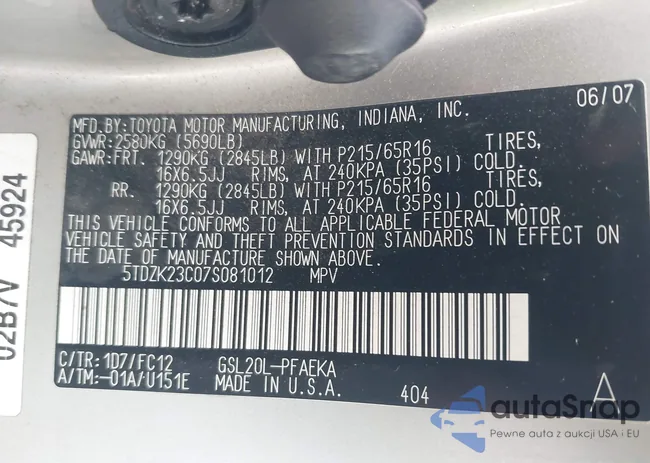 06/07
MFD.BY:TOYOTA MOTOR MANUFACTURING, INDIANA, INC.
GVWR:2580KG (5690LB)
GAWR:FRT. 1290KG (2845LB) WITH P215/65R16 TIRES,
16X6.5JJ RIMS, AT 240KPA (35PSI) COLD.
RR. 1290KG (2845LB) WITH P215/65R16 TIRES,
16X6.5JJ RIMS, AT 240KPA (35PSI) COLD.
THIS VEHICLE CONFORMS TO ALL APPLICABLE FEDERAL MOTOR
VEHICLE SAFETY AND THEFT PREVENTION STANDARDS IN EFFECT ON
THE DATE OF MANUFACTURE SHOWN ABOVE.
5TDZK23C07S081012 MPV
C/TR:1D7/FC12 GSL20L-PFAEKA
A/TM:-01A/U151E MADE IN U.S.A. 404 A
02B7V 45924
autaSnap
Pewne auta z aukcji USA i EU